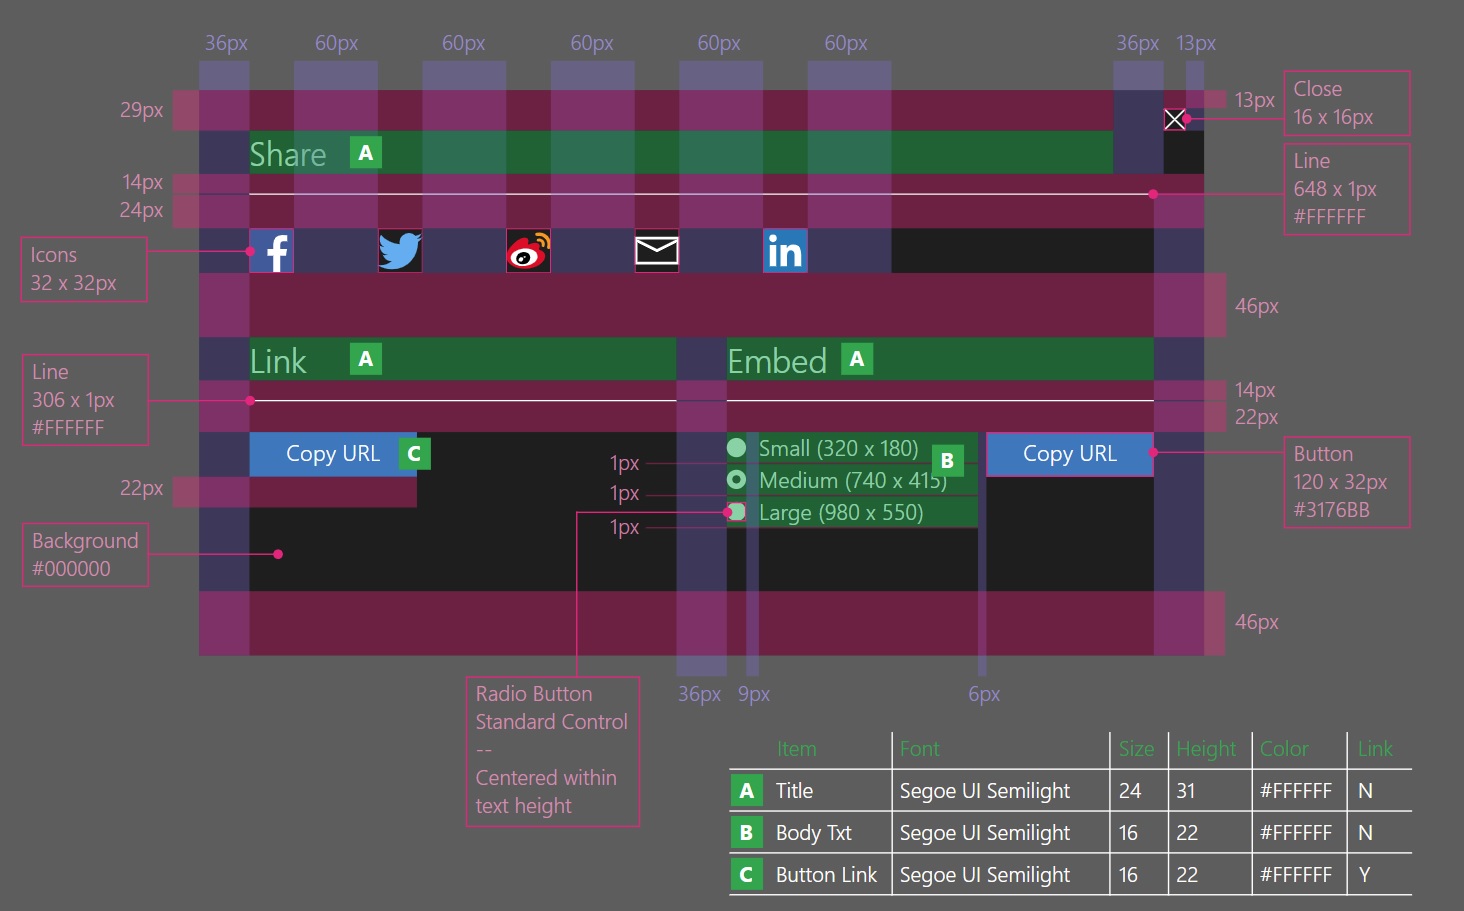 36px 60px 60px 60px 60px 60px 36px 13px
29px
13px
Close
16 x 16px
Share A
14px
24px
Line
648 x 1px
#FFFFFF
Icons
32 x 32px
f
in
46px
Link A
Embed A
Line
306 x 1px
#FFFFFF
14px
22px
Copy URL C
Small (320 x 180)
Medium (740 x 415)
Large (980 x 550)
B
Copy URL
1px
1px
1px
22px
Button
120 x 32px
#3176BB
Background
#000000
46px
36px 9px 6px
Radio Button
Standard Control
--
Centered within
text height
Item Font Size Height Color Link
A Title Segoe UI Semilight 24 31 #FFFFFF N
B Body Txt Segoe UI Semilight 16 22 #FFFFFF N
C Button Link Segoe UI Semilight 16 22 #FFFFFF Y